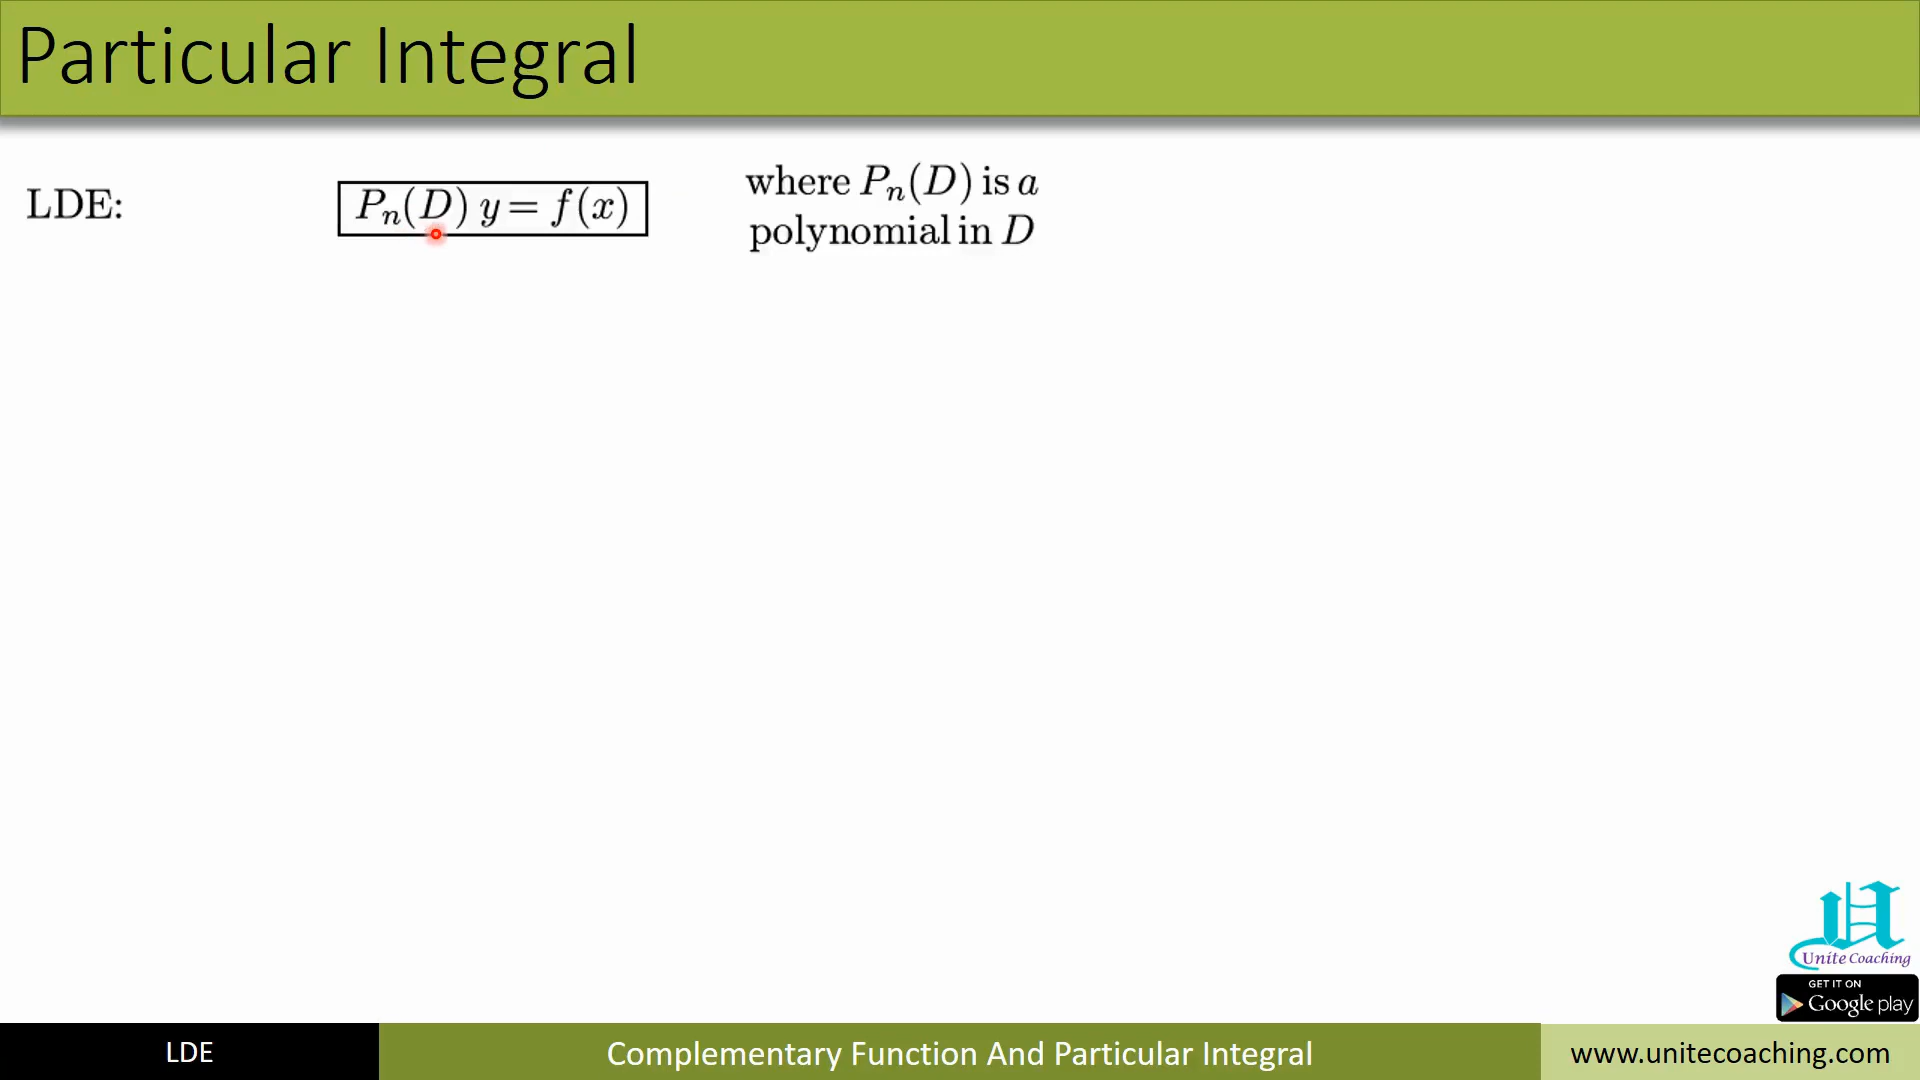 Particular Integral
LDE:
Pₙ(D) y = f(x)
where Pₙ(D) is a
polynomial in D
Unite Coaching
GET IT ON
Google play
LDE
Complementary Function And Particular Integral
www.unitecoaching.com